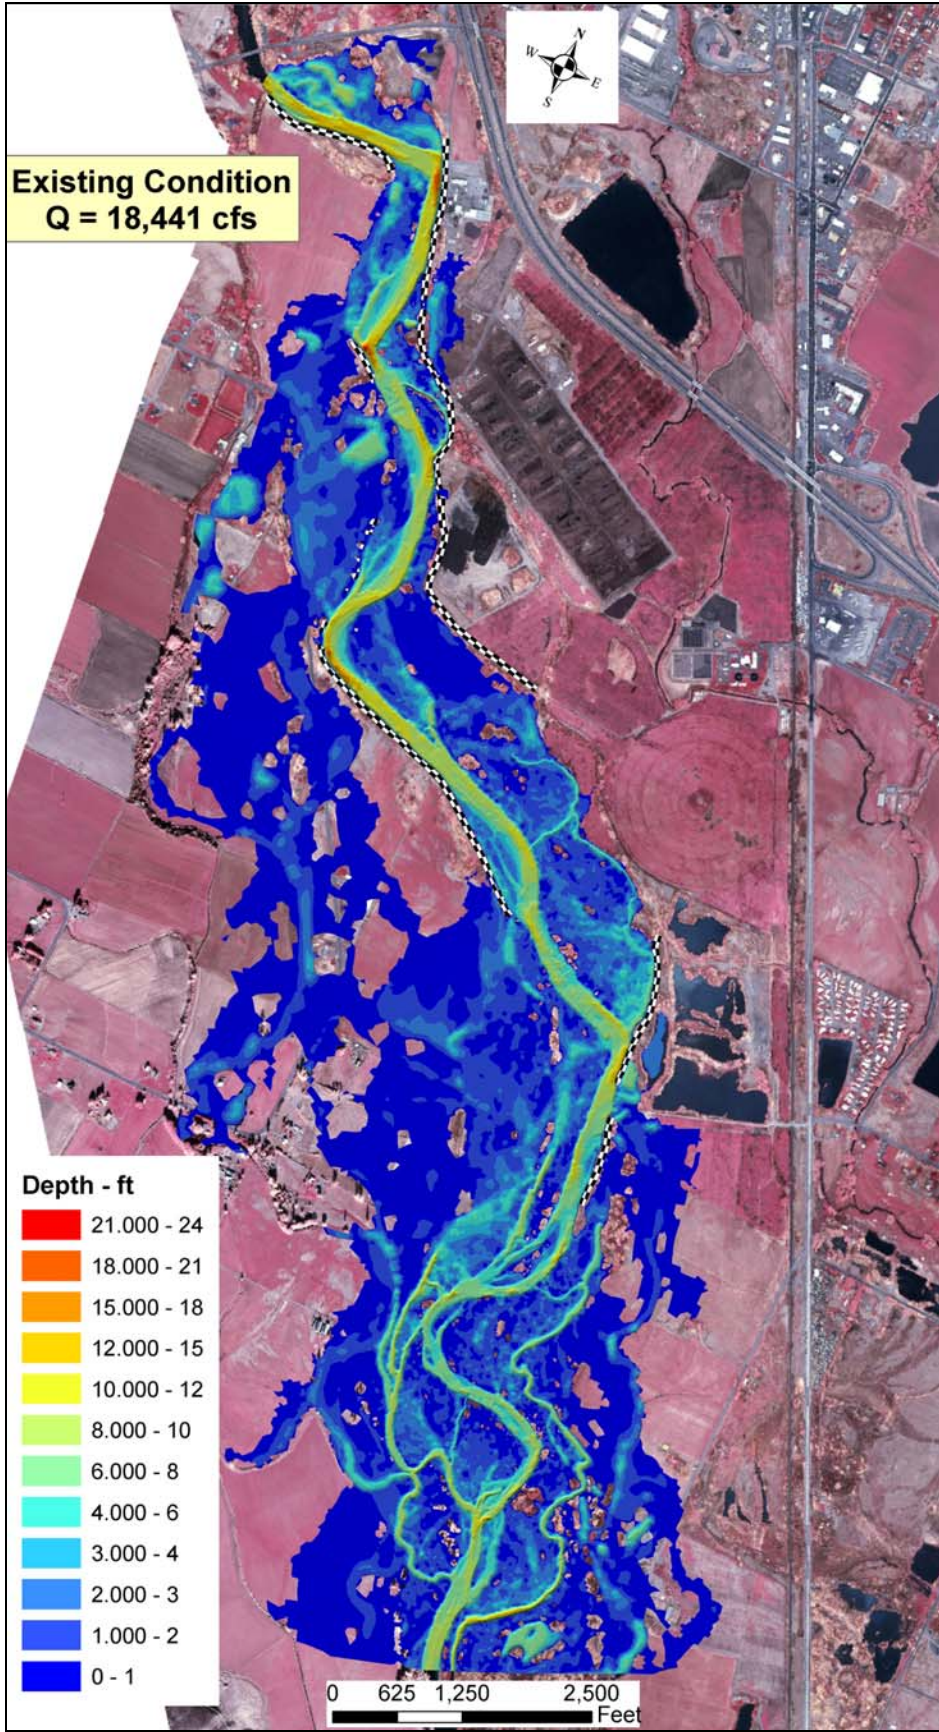 N
W
E
S
Existing Condition
Q = 18,441 cfs
Depth - ft
21.000 - 24
18.000 - 21
15.000 - 18
12.000 - 15
10.000 - 12
8.000 - 10
6.000 - 8
4.000 - 6
3.000 - 4
2.000 - 3
1.000 - 2
0 - 1
0 625 1,250 2,500
Feet